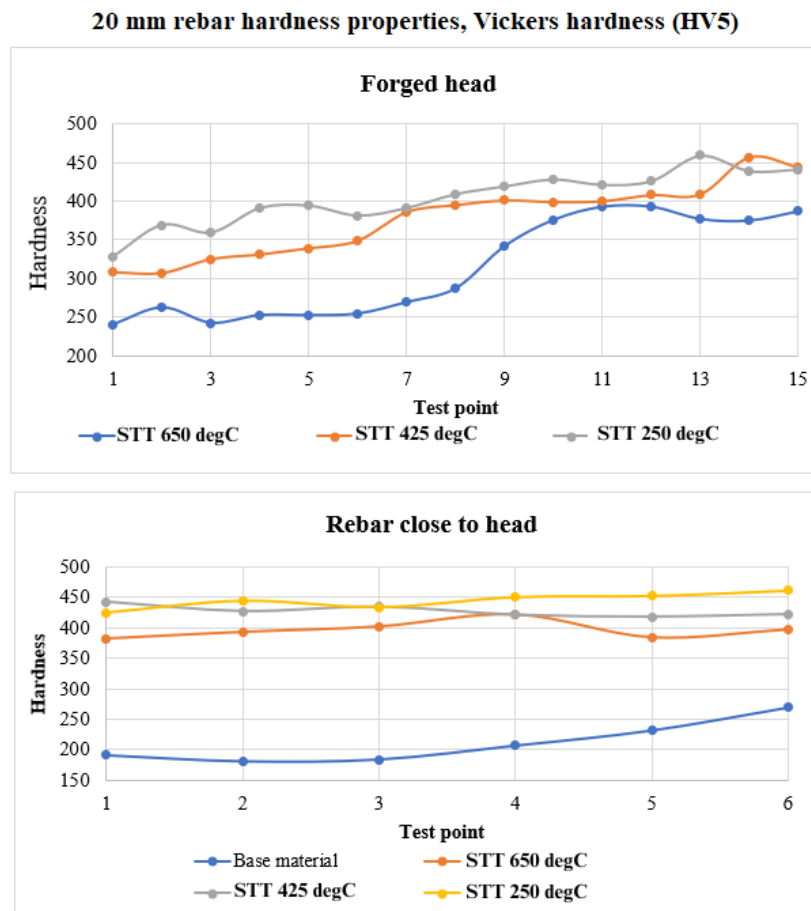 20 mm rebar hardness properties, Vickers hardness (HV5)
Forged head
500
450
400
350
300
250
200
Hardness
1 3 5 7 9 11 13 15
Test point
STT 650 degC STT 425 degC STT 250 degC
Rebar close to head
500
450
400
350
300
250
200
150
Hardness
1 2 3 4 5 6
Test point
Base material STT 650 degC
STT 425 degC STT 250 degC